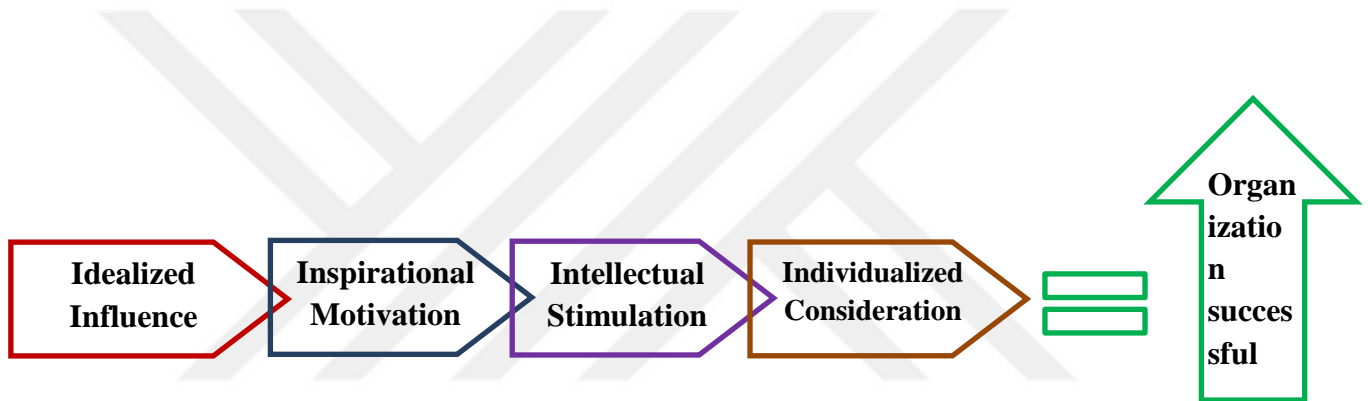 Idealized
Influence
Inspirational
Motivation
Intellectual
Stimulation
Individualized
Consideration
Organ
izatio
n
succes
sful